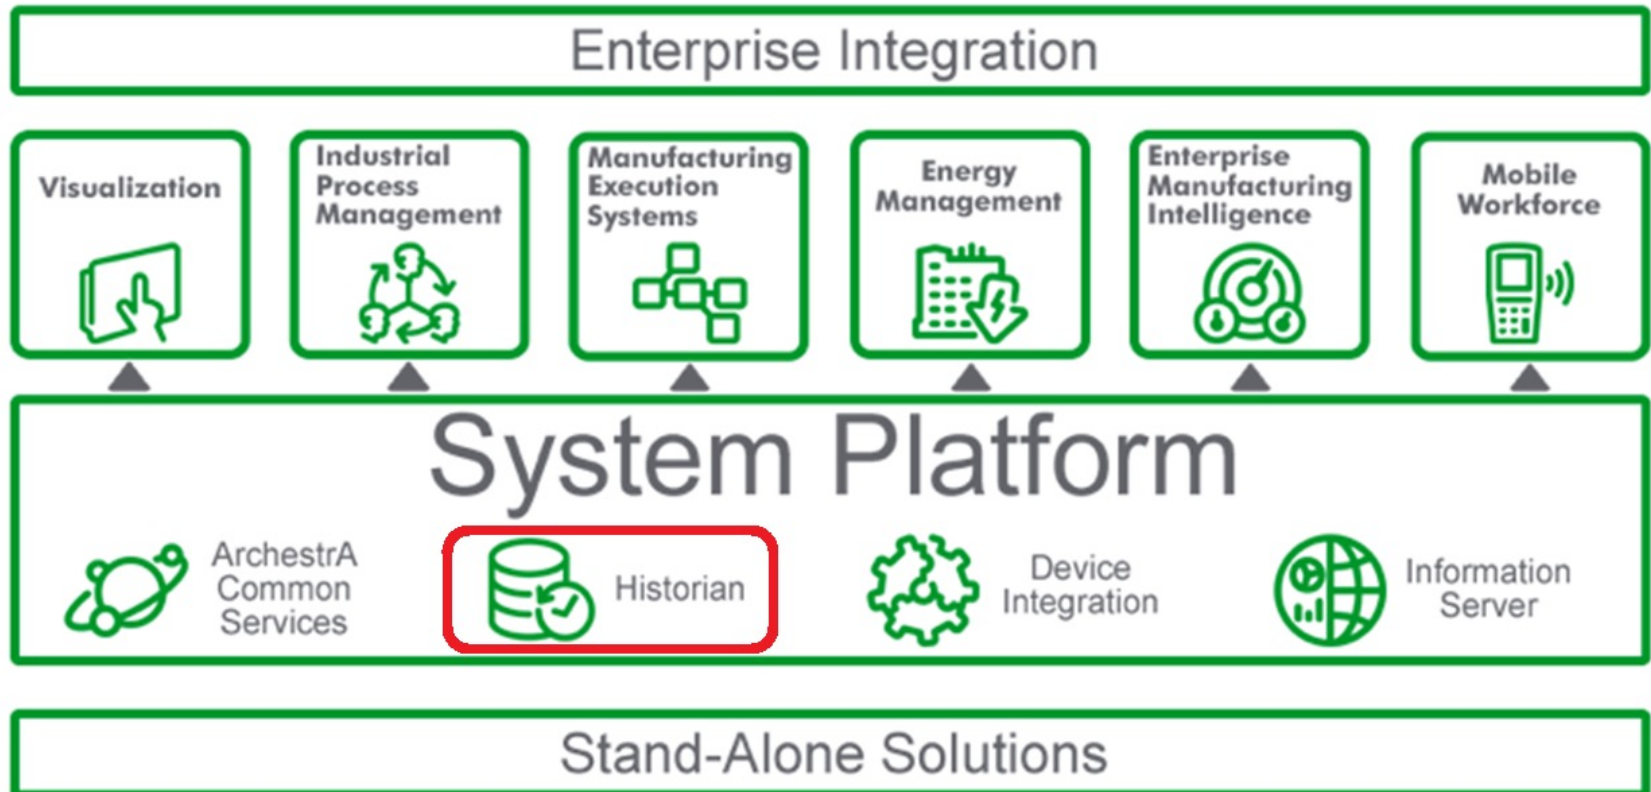 Enterprise Integration
Visualization
Industrial
Process
Management
Manufacturing
Execution
Systems
Energy
Management
Enterprise
Manufacturing
Intelligence
Mobile
Workforce
System Platform
ArchestrA
Common
Services
Historian
Device
Integration
Information
Server
Stand-Alone Solutions